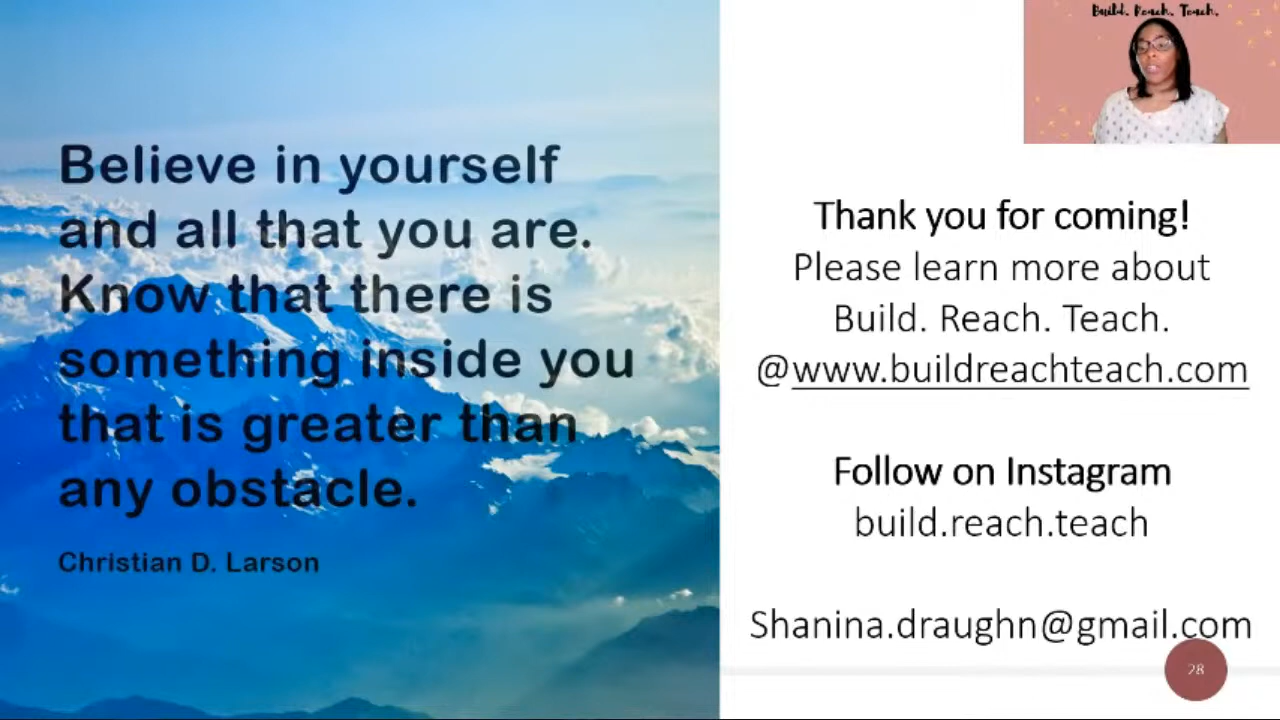 Believe in yourself
and all that you are.
Know that there is
something inside you
that is greater than
any obstacle.
Christian D. Larson
Build. Reach. Teach.
Thank you for coming!
Please learn more about
Build. Reach. Teach.
@www.buildreachteach.com
Follow on Instagram
build.reach.teach
Shanina.draughn@gmail.com
28